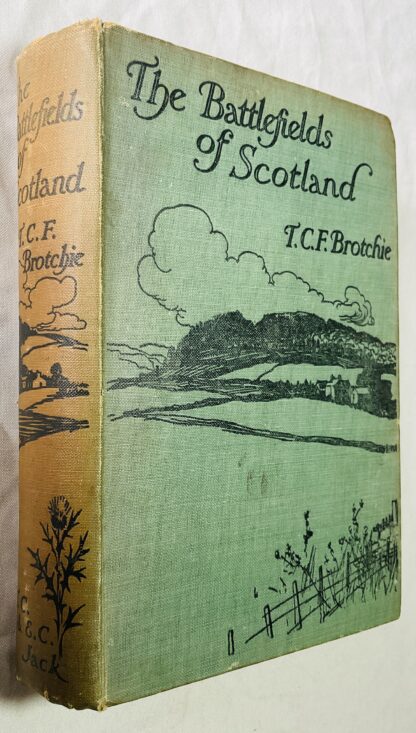 The Battlefields
of Scotland
T.C.F. Brotchie
The
Battlefields
of
Scotland
T.C.F.
Brotchie
& E.C.
Jack